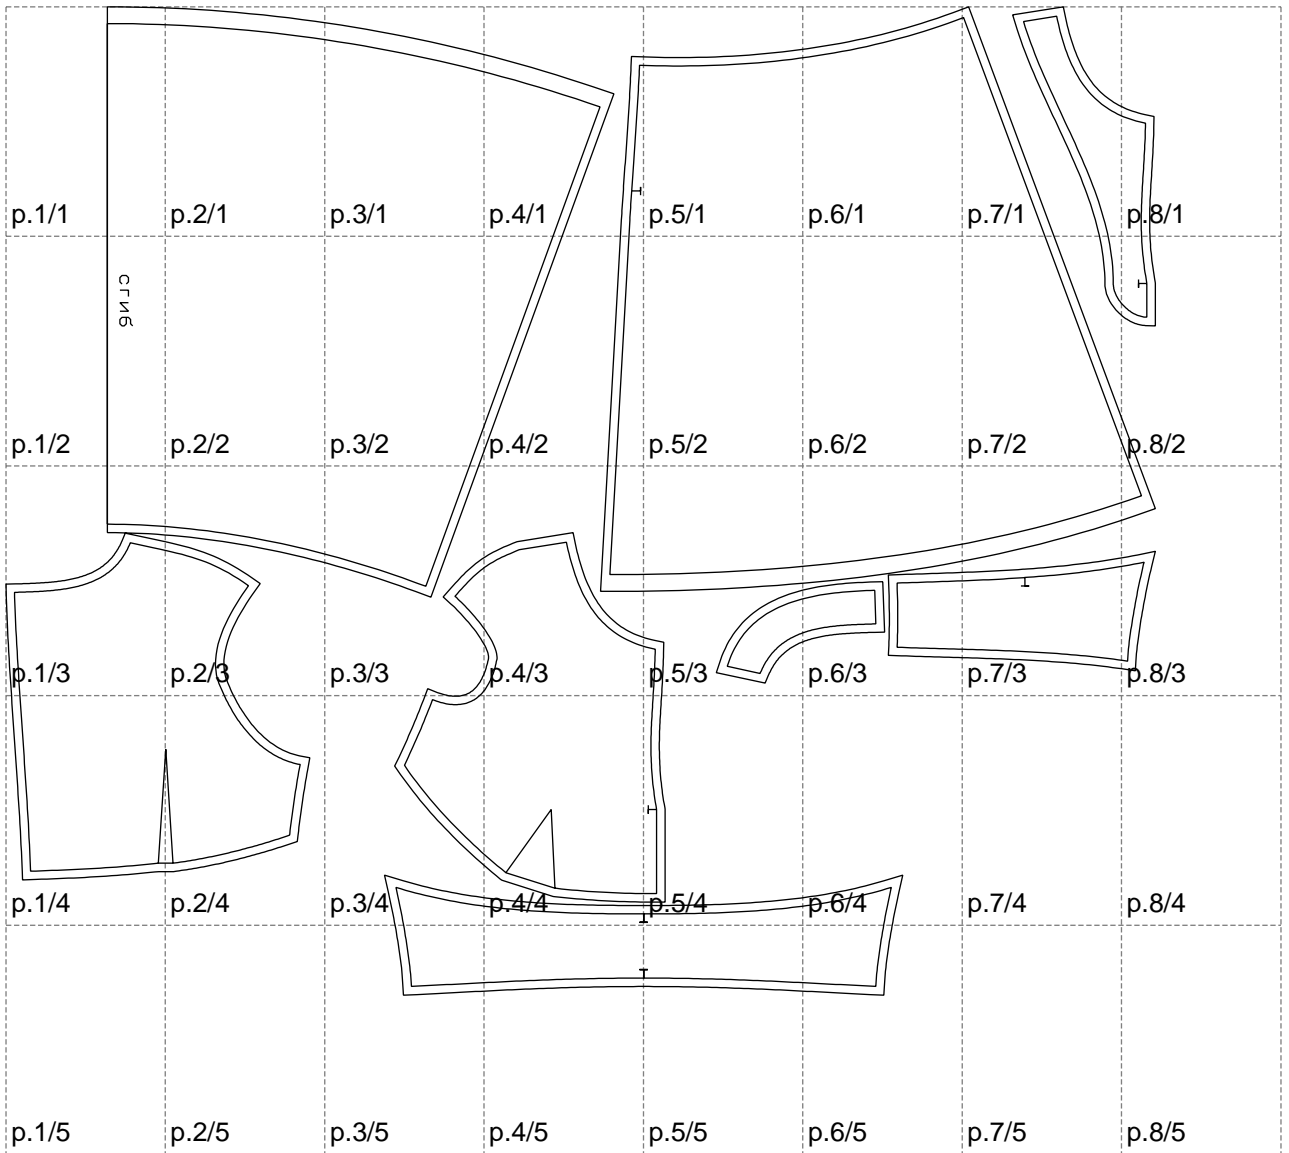 p.1/1 p.2/1 p.3/1 p.4/1 p.5/1 p.6/1 p.7/1 p.8/1
сгиб
p.1/2 p.2/2 p.3/2 p.4/2 p.5/2 p.6/2 p.7/2 p.8/2
p.1/3 p.2/3 p.3/3 p.4/3 p.5/3 p.6/3 p.7/3 p.8/3
p.1/4 p.2/4 p.3/4 p.4/4 p.5/4 p.6/4 p.7/4 p.8/4
p.1/5 p.2/5 p.3/5 p.4/5 p.5/5 p.6/5 p.7/5 p.8/5